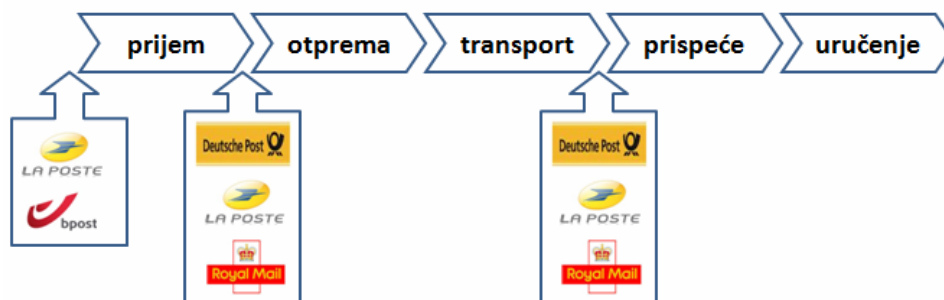 prijem otprema transport prispeće uručenje
LA POSTE
bpost
Deutsche Post
LA POSTE
Royal Mail
Deutsche Post
LA POSTE
Royal Mail